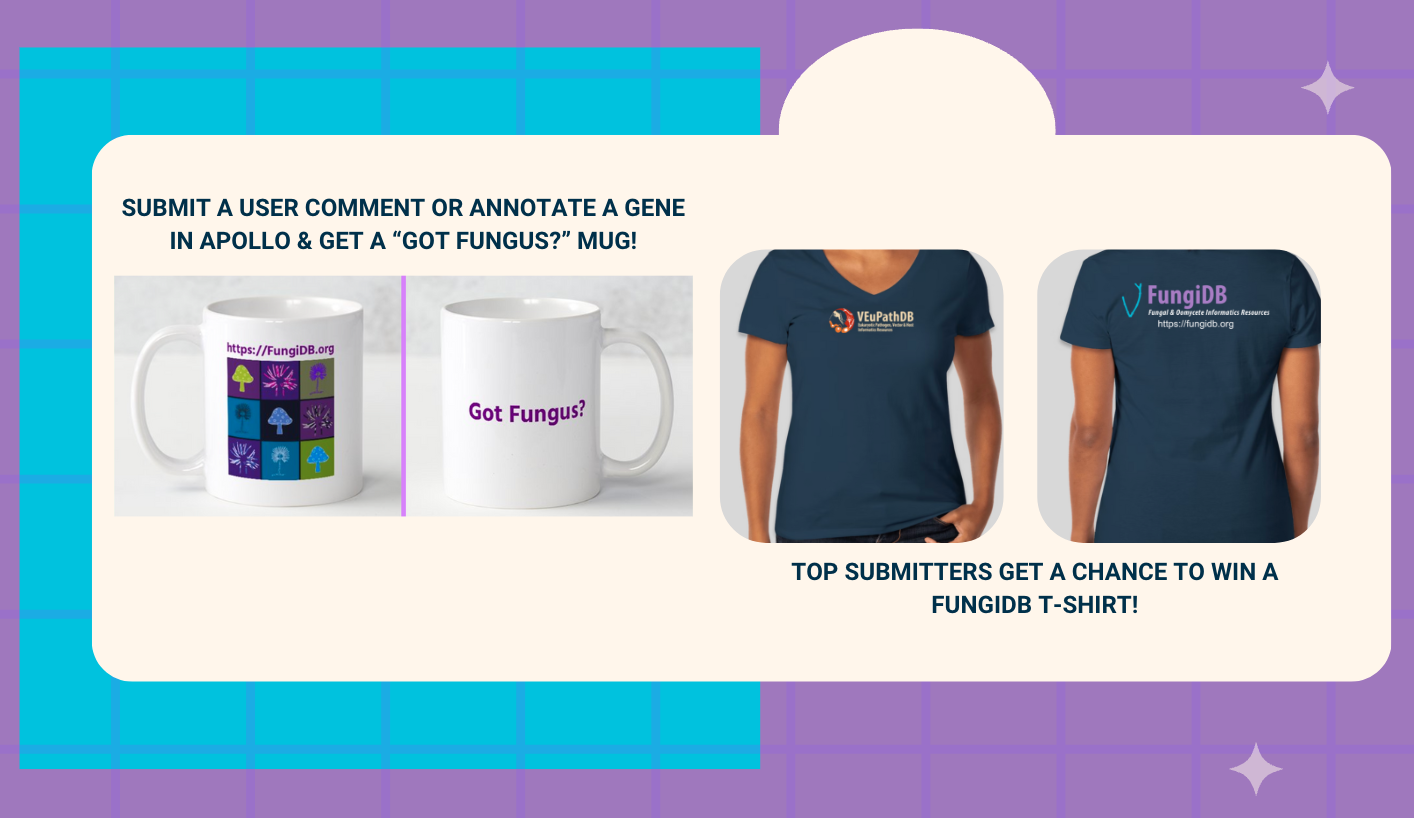 SUBMIT A USER COMMENT OR ANNOTATE A GENE
IN APOLLO & GET A “GOT FUNGUS?” MUG!
https://FungiDB.org
Got Fungus?
VEuPathDB
Eukaryotic Pathogen, Vector & Host
Informatics Resources
FungiDB
Fungal & Oomycete Informatics Resources
https://fungidb.org
TOP SUBMITTERS GET A CHANCE TO WIN A
FUNGIDB T-SHIRT!